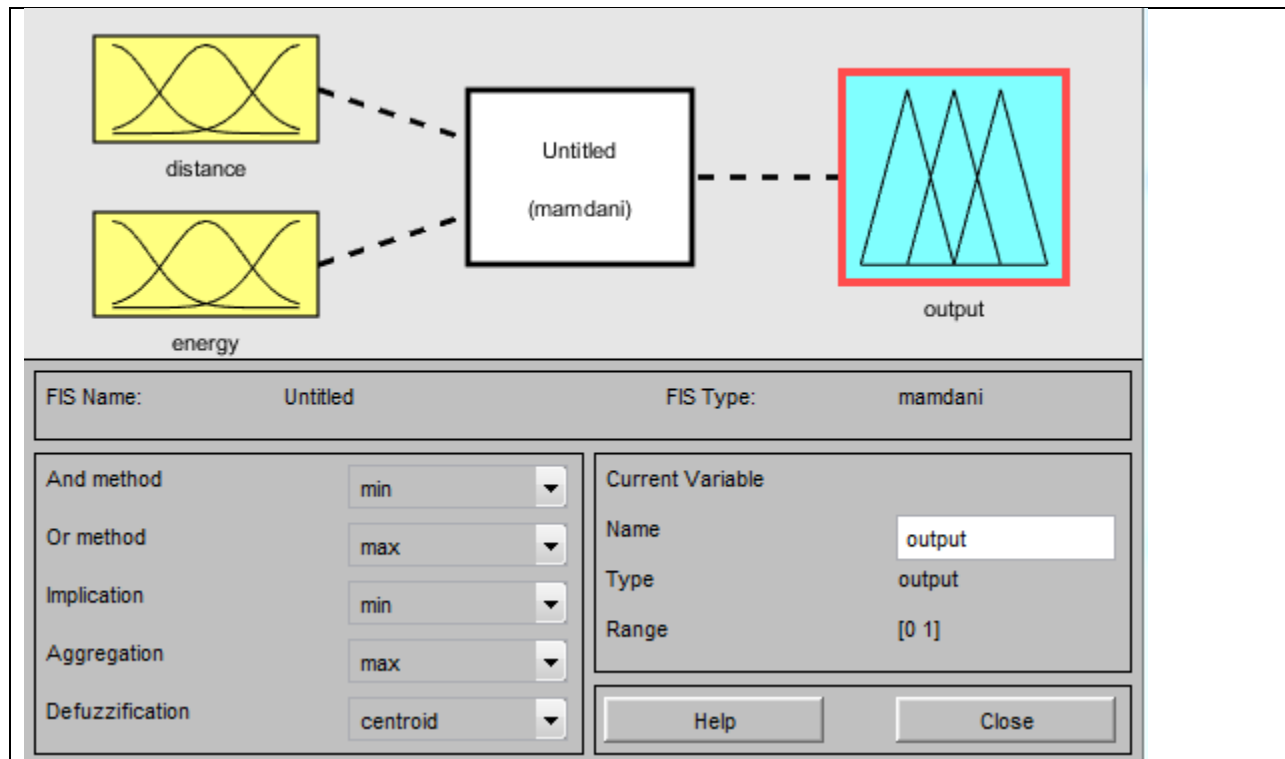 distance
energy
Untitled
(mamdani)
output
FIS Name: Untitled FIS Type: mamdani
And method min
Or method max
Implication min
Aggregation max
Defuzzification centroid
Current Variable
Name output
Type output
Range [0 1]
Help Close